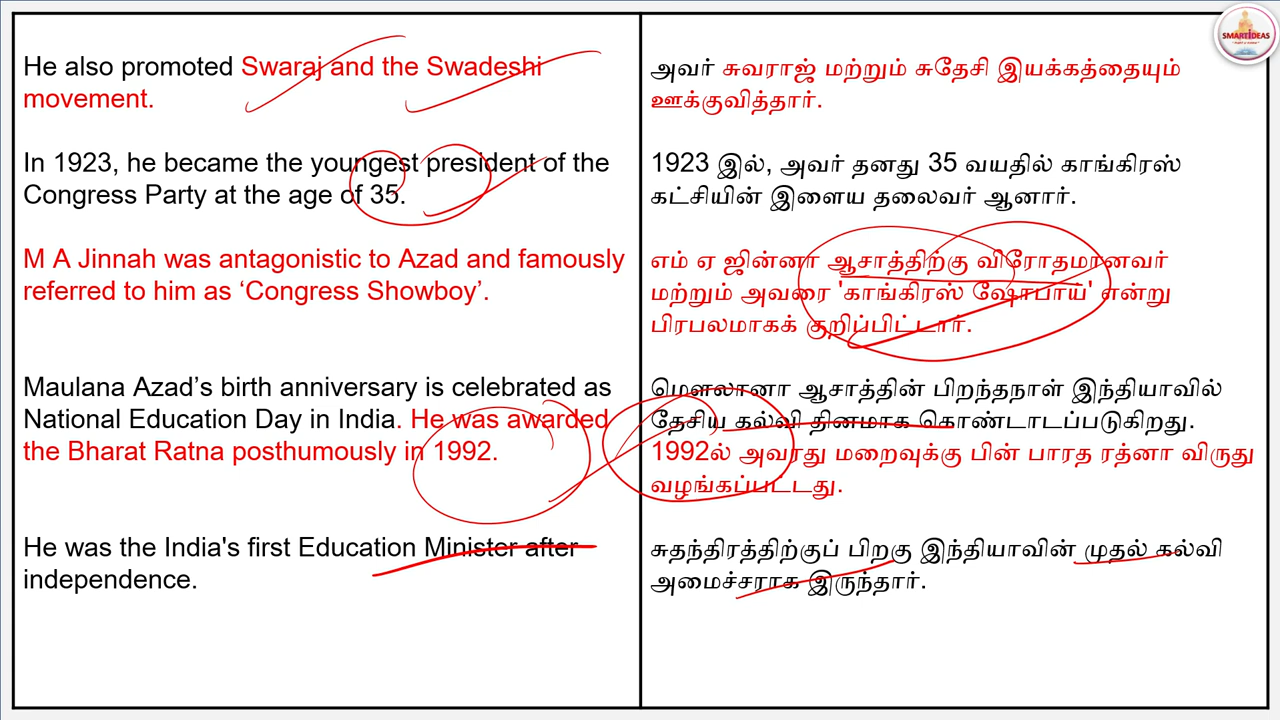 SMARTIDEAS
He also promoted Swaraj and the Swadeshi
movement.
In 1923, he became the youngest president of the
Congress Party at the age of 35.
M A Jinnah was antagonistic to Azad and famously
referred to him as ‘Congress Showboy’.
Maulana Azad’s birth anniversary is celebrated as
National Education Day in India. He was awarded
the Bharat Ratna posthumously in 1992.
He was the India's first Education Minister after
independence.
அவர் சுவராஜ் மற்றும் சுதேசி இயக்கத்தையும்
ஊக்குவித்தார்.
1923 இல், அவர் தனது 35 வயதில் காங்கிரஸ்
கட்சியின் இளைய தலைவர் ஆனார்.
எம் ஏ ஜின்னா ஆசாத்திற்கு விரோதமானவர்
மற்றும் அவரை 'காங்கிரஸ் ஷோபாய்' என்று
பிரபலமாகக் குறிப்பிட்டார்.
மௌலானா ஆசாத்தின் பிறந்தநாள் இந்தியாவில்
தேசிய கல்வி தினமாக கொண்டாடப்படுகிறது.
1992ல் அவரது மறைவுக்கு பின் பாரத ரத்னா விருது
வழங்கப்பட்டது.
சுதந்திரத்திற்குப் பிறகு இந்தியாவின் முதல் கல்வி
அமைச்சராக இருந்தார்.